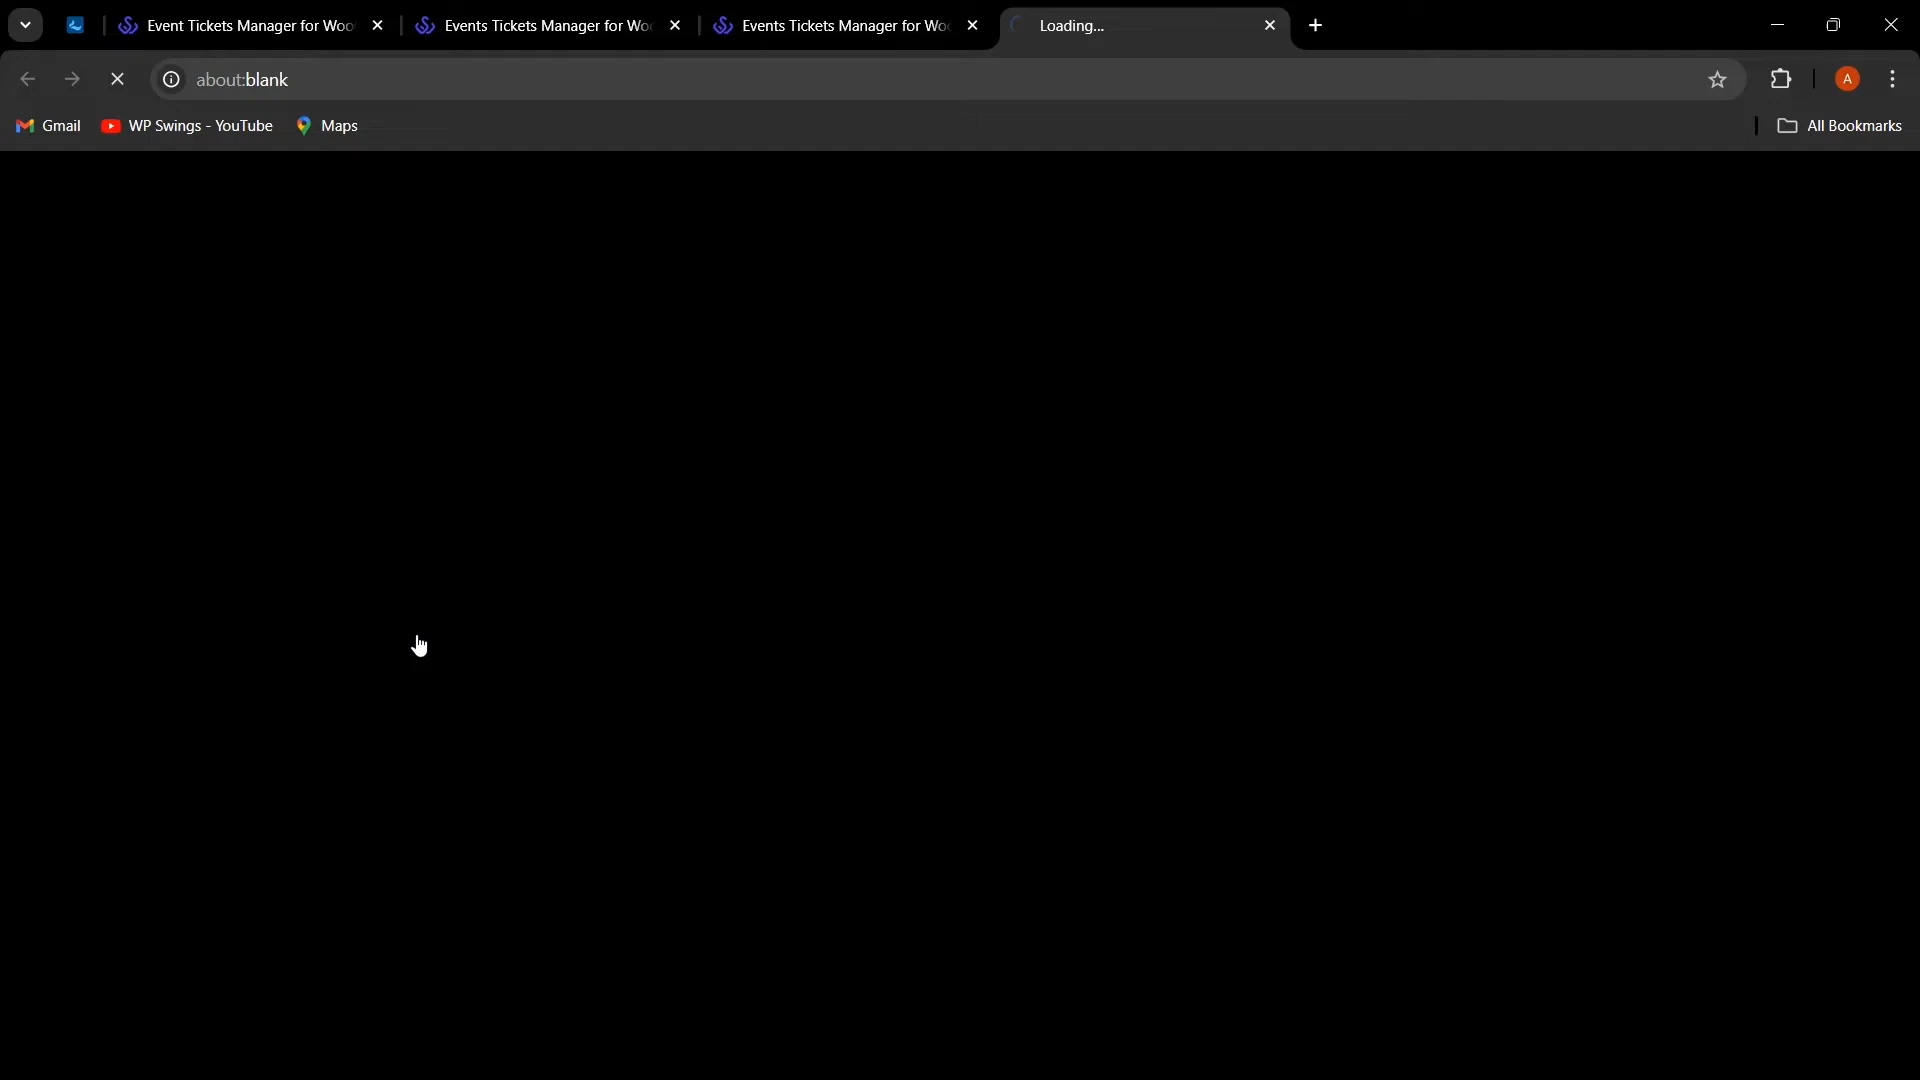 Event Tickets Manager for Woo
Events Tickets Manager for Wo
Events Tickets Manager for Wo
Loading...
about:blank
A
Gmail
WP Swings - YouTube
Maps
All Bookmarks